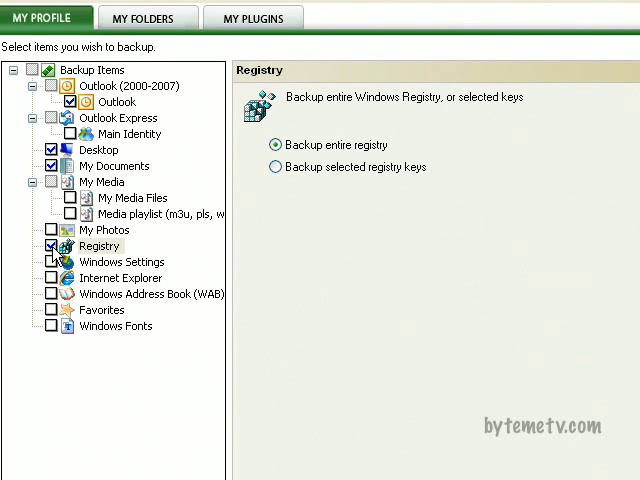 MY PROFILE
MY FOLDERS
MY PLUGINS
Select items you wish to backup.
Backup Items
Outlook (2000-2007)
Outlook
Outlook Express
Main Identity
Desktop
My Documents
My Media
My Media Files
Media playlist (m3u, pls, w
My Photos
Registry
Windows Settings
Internet Explorer
Windows Address Book (WAB)
Favorites
Windows Fonts
Registry
Backup entire Windows Registry, or selected keys
Backup entire registry
Backup selected registry keys
bytemetv.com